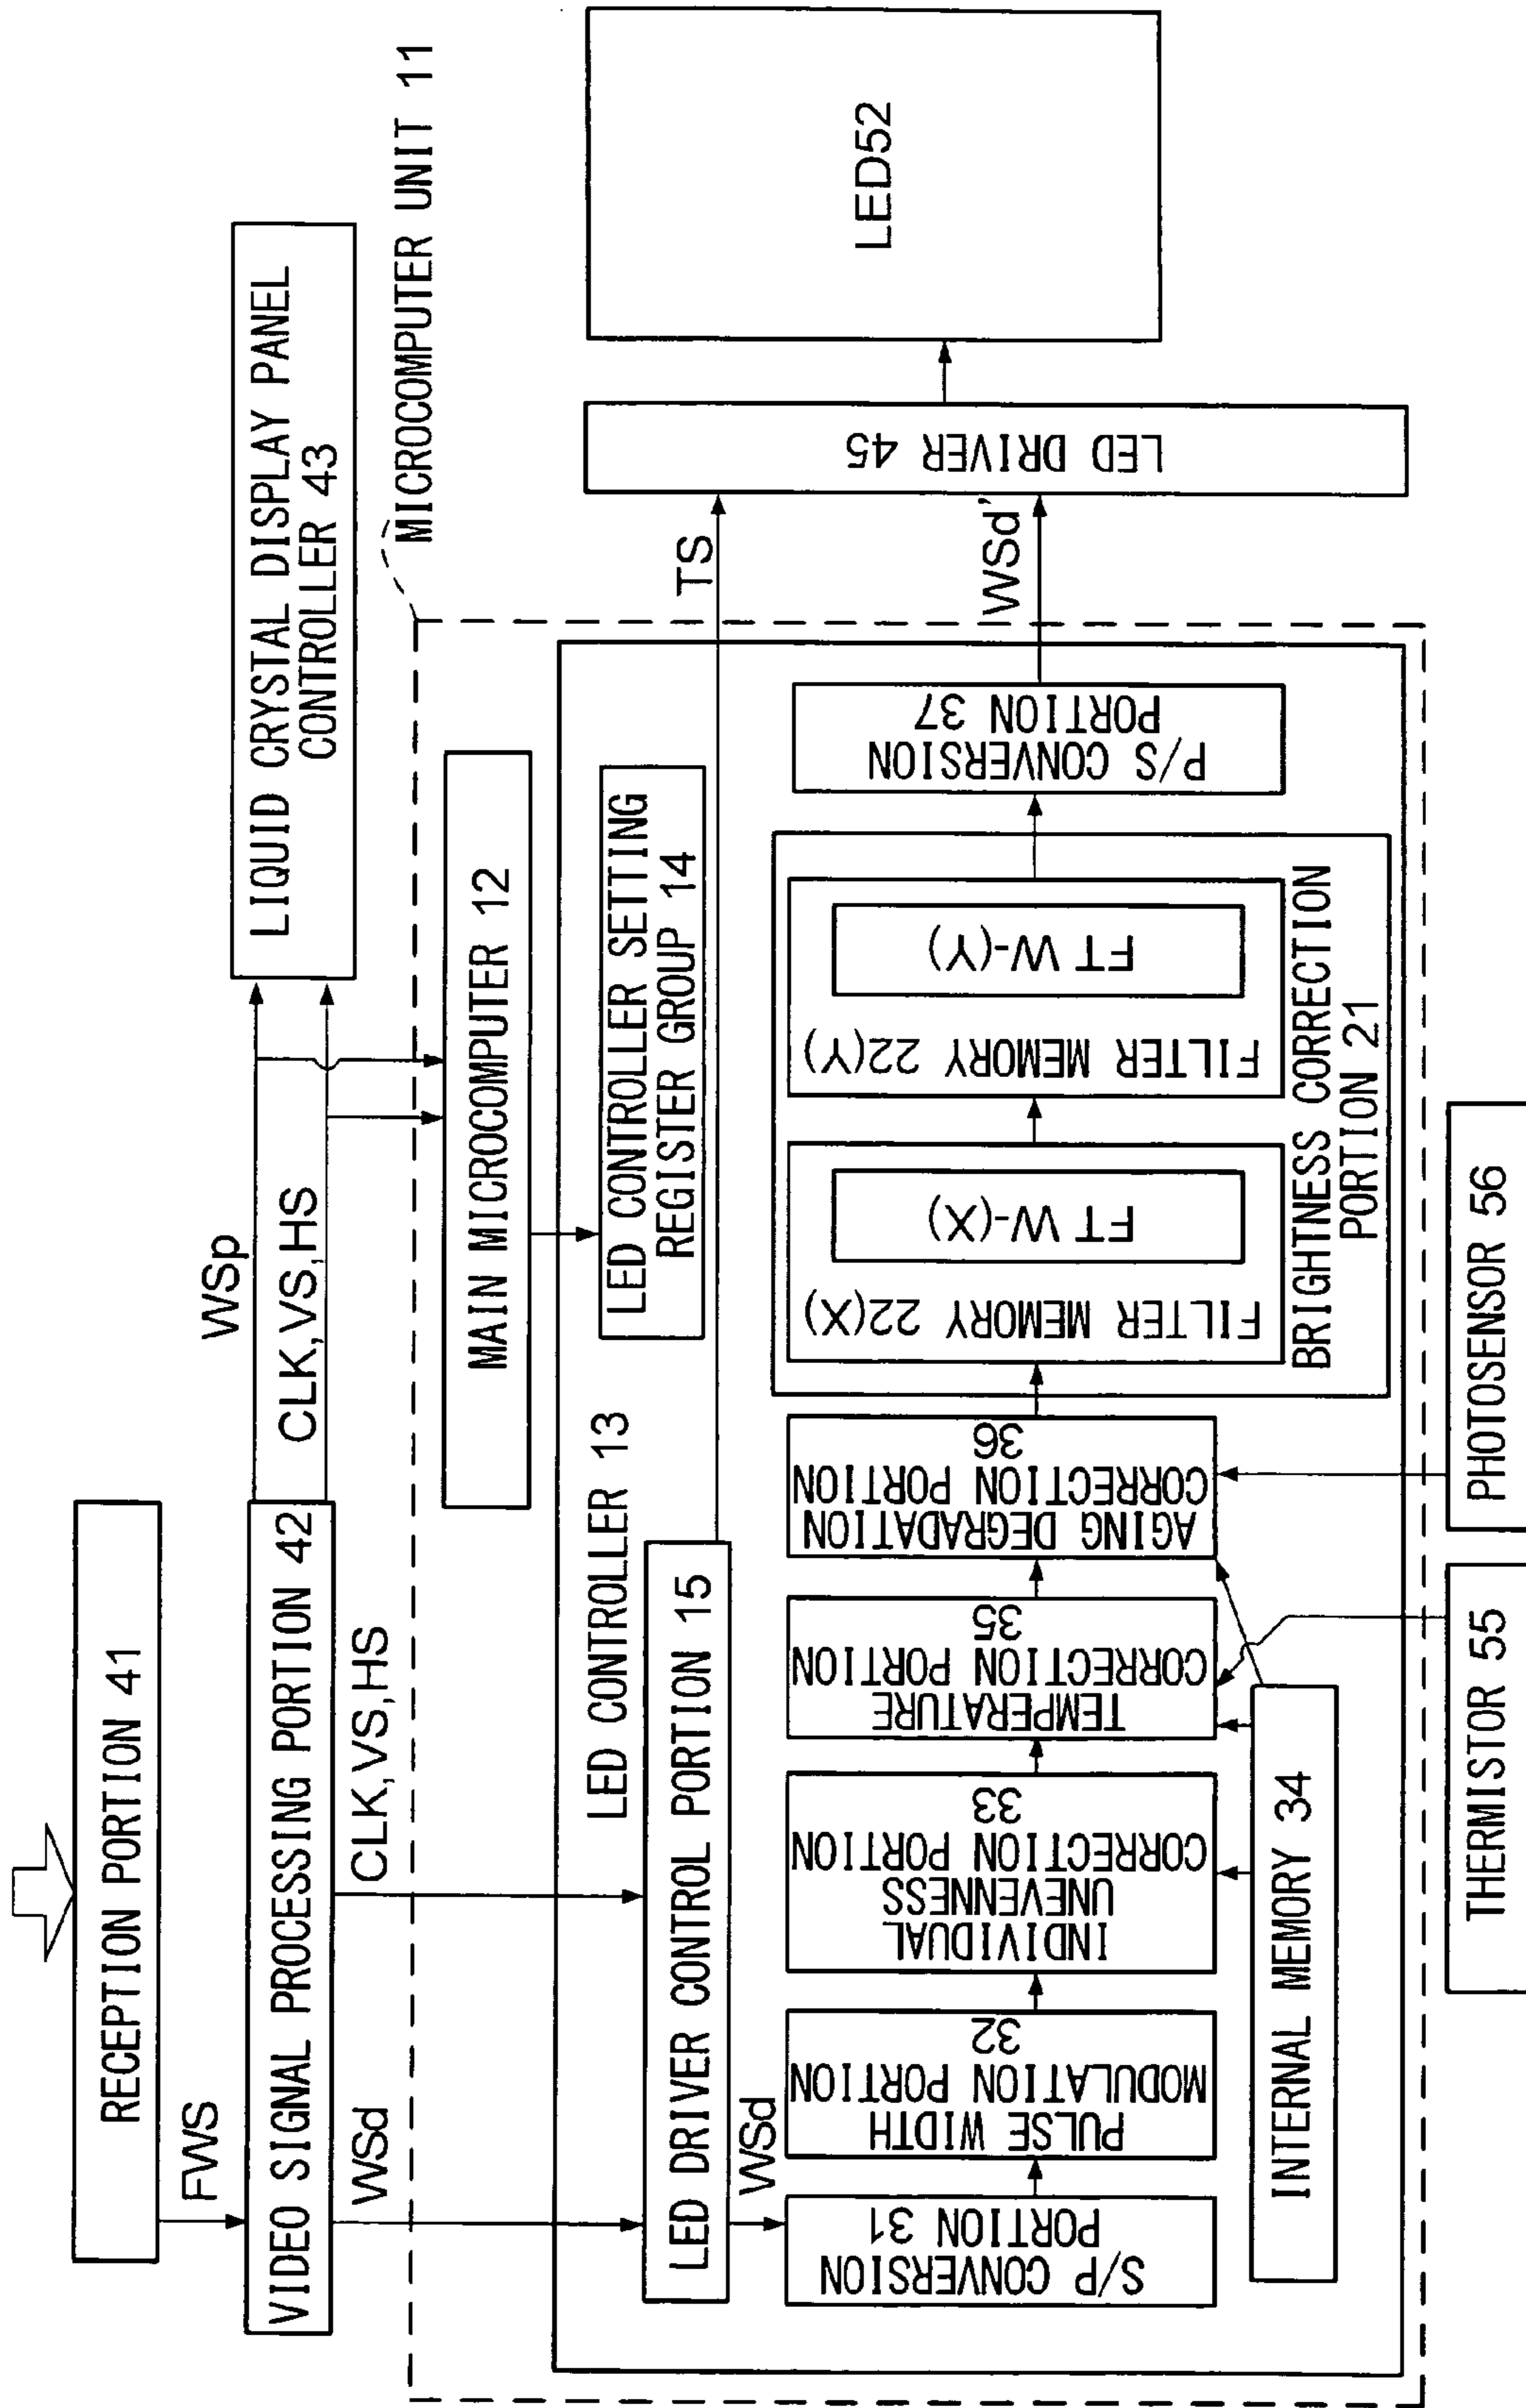 RECEPTION PORTION 41
FWS
VIDEO SIGNAL PROCESSING PORTION 42
WSp
CLK,VS,HS
LIQUID CRYSTAL DISPLAY PANEL
CONTROLLER 43
WSd
CLK,VS,HS
MICROCOMPUTER UNIT 11
MAIN MICROCOMPUTER 12
LED CONTROLLER 13
LED CONTROLLER SETTING
REGISTER GROUP 14
LED DRIVER CONTROL PORTION 15
TS
WSd
S/P CONVERSION
PORTION 31
PULSE WIDTH
MODULATION PORTION
32
INDIVIDUAL
UNEVENNESS
CORRECTION PORTION
33
TEMPERATURE
CORRECTION PORTION
35
AGING DEGRADATION
CORRECTION PORTION
36
FILTER MEMORY 22(X)
FT W-(X)
FILTER MEMORY 22(Y)
FT W-(Y)
BRIGHTNESS CORRECTION
PORTION 21
P/S CONVERSION
PORTION 37
WSd'
LED DRIVER 45
LED52
INTERNAL MEMORY 34
THERMISTOR 55
PHOTOSENSOR 56